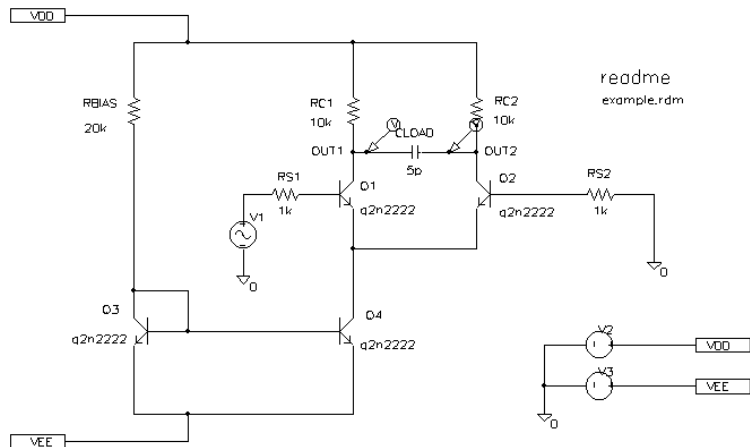 VDD
RBIAS
20k
RC1
10k
RC2
10k
readme
example.rdm
V
V
CLOAD
OUT1
OUT2
5p
RS1
1k
Q1
q2n2222
Q2
q2n2222
RS2
1k
V1
0
0
Q3
q2n2222
Q4
q2n2222
V2
VDD
V3
VEE
0
VEE